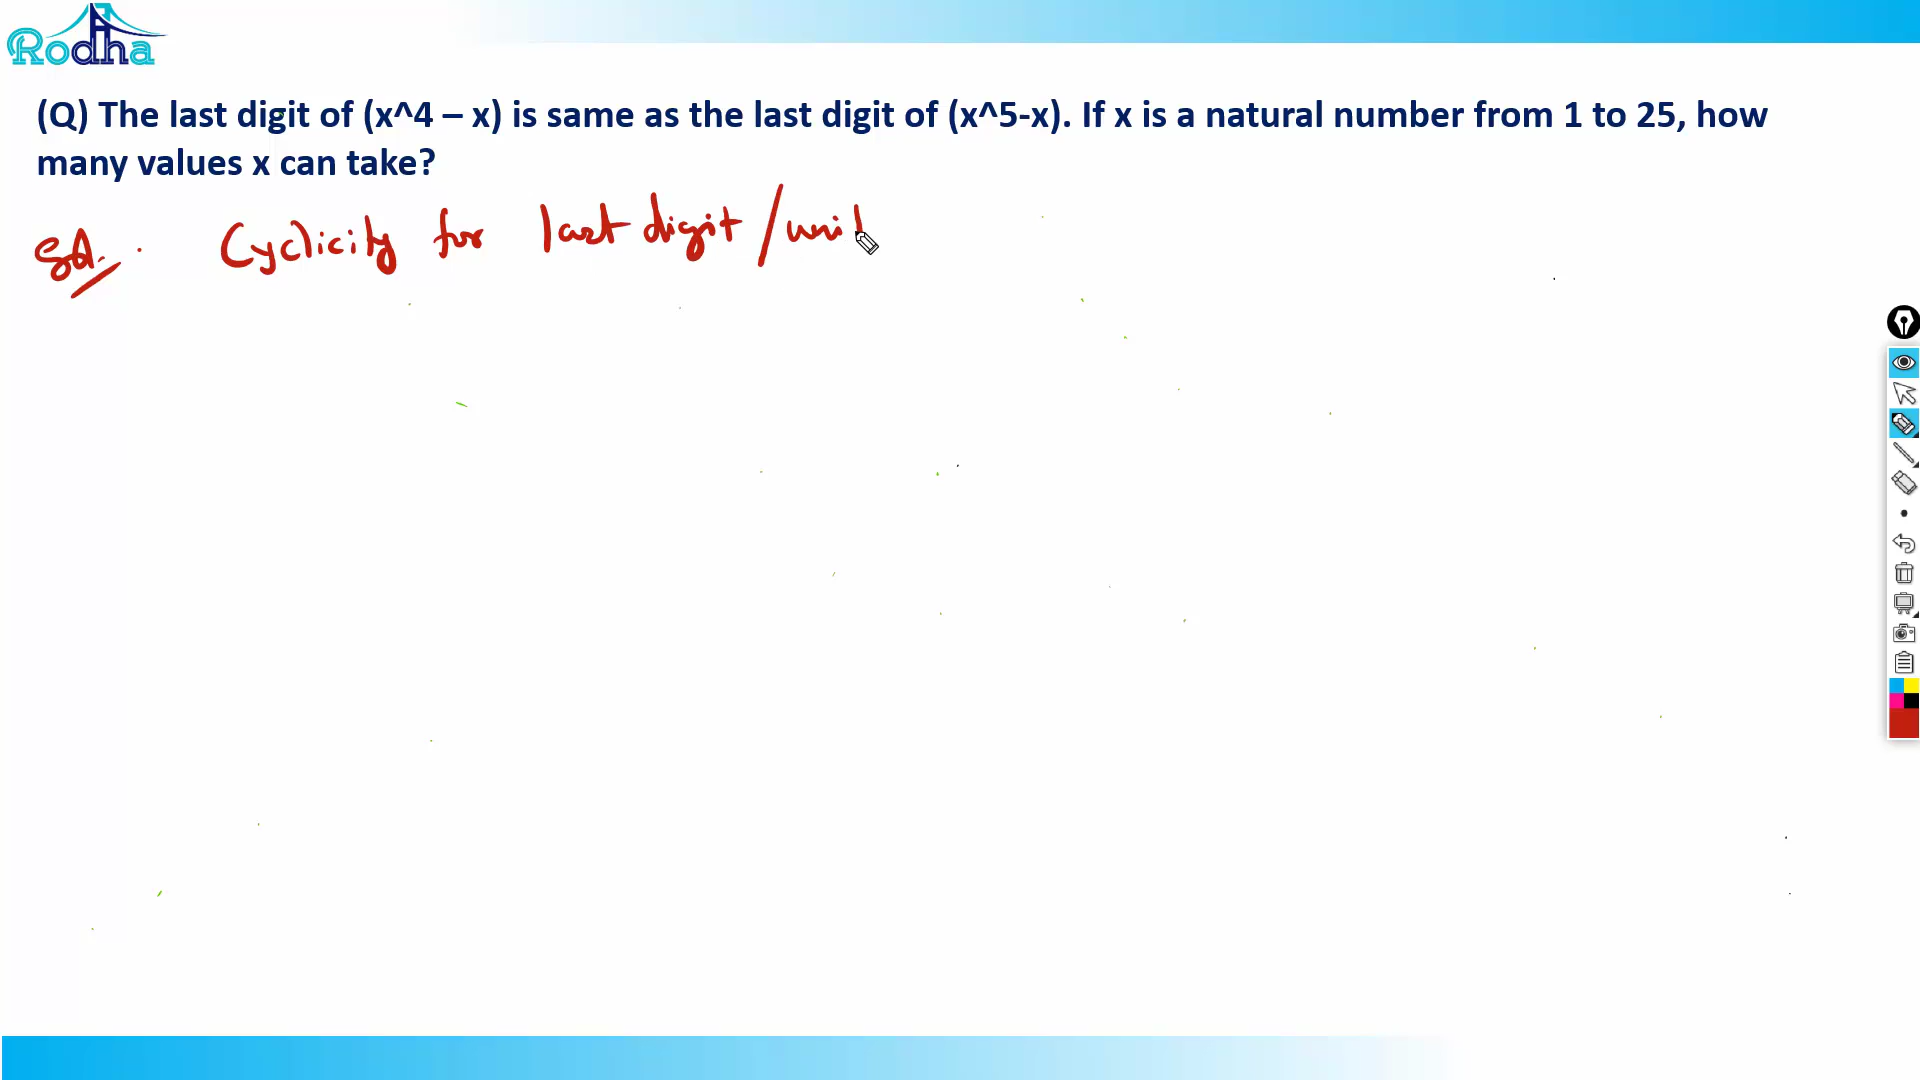 Rodha
(Q) The last digit of (x^4 – x) is same as the last digit of (x^5-x). If x is a natural number from 1 to 25, how
many values x can take?
Sol. Cyclicity for last digit / unit